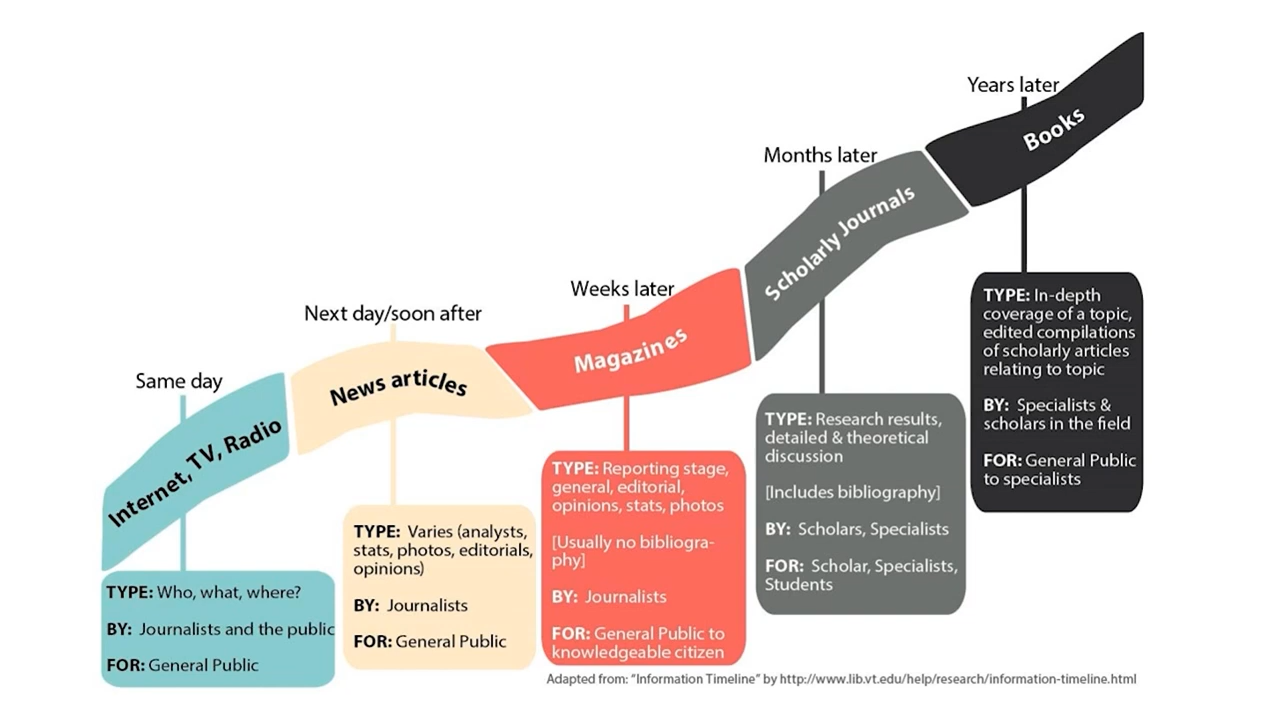 Same day
Internet, TV, Radio
TYPE: Who, what, where?
BY: Journalists and the public
FOR: General Public
Next day/soon after
News articles
TYPE: Varies (analysts,
stats, photos, editorials,
opinions)
BY: Journalists
FOR: General Public
Weeks later
Magazines
TYPE: Reporting stage,
general, editorial,
opinions, stats, photos
[Usually no bibliogra-
phy]
BY: Journalists
FOR: General Public to
knowledgeable citizen
Months later
Scholarly Journals
TYPE: Research results,
detailed & theoretical
discussion
[Includes bibliography]
BY: Scholars, Specialists
FOR: Scholar, Specialists,
Students
Years later
Books
TYPE: In-depth
coverage of a topic,
edited compilations
of scholarly articles
relating to topic
BY: Specialists &
scholars in the field
FOR: General Public
to specialists
Adapted from: “Information Timeline” by http://www.lib.vt.edu/help/research/information-timeline.html